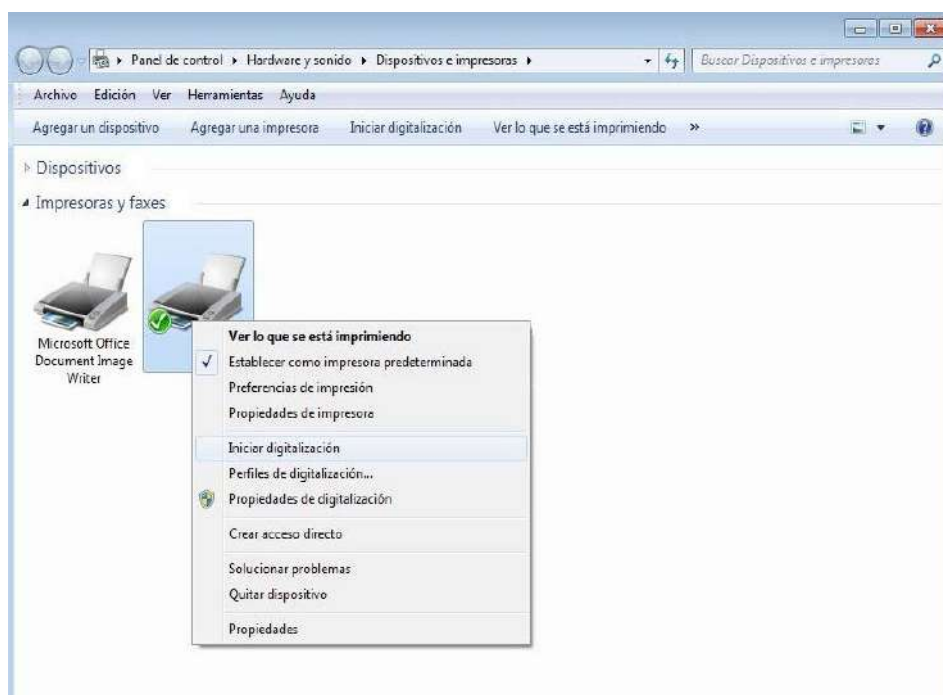 Panel de control ▸ Hardware y sonido ▸ Dispositivos e impresoras ▸
Buscar Dispositivos e impresoras
Archivo Edición Ver Herramientas Ayuda
Agregar un dispositivo Agregar una impresora Iniciar digitalización Ver lo que se está imprimiendo »
Dispositivos
Impresoras y faxes
Microsoft Office
Document Image
Writer
Ver lo que se está imprimiendo
Establecer como impresora predeterminada
Preferencias de impresión
Propiedades de impresora
Iniciar digitalización
Perfiles de digitalización...
Propiedades de digitalización
Crear acceso directo
Solucionar problemas
Quitar dispositivo
Propiedades